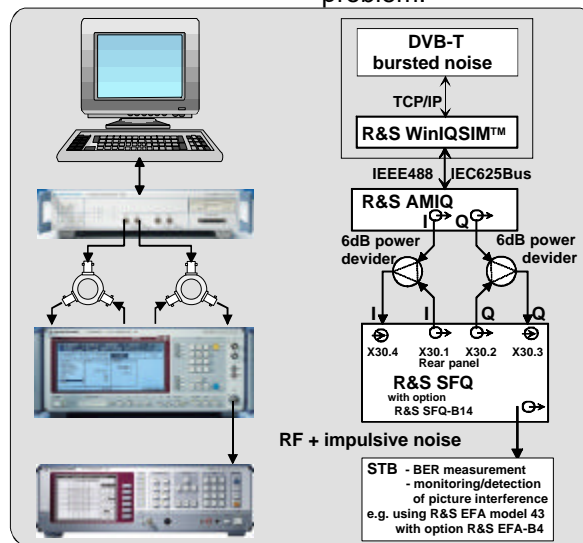 problem.
DVB-T
bursted noise
TCP/IP
R&S WinIQSIM™
IEEE488 IEC625Bus
R&S AMIQ
I Q
6dB power
devider
6dB power
devider
I I Q Q
X30.4 X30.1 X30.2 X30.3
Rear panel
R&S SFQ
with option
R&S SFQ-B14
RF + impulsive noise
STB - BER measurement
- monitoring/detection
of picture interference
e.g. using R&S EFA model 43
with option R&S EFA-B4